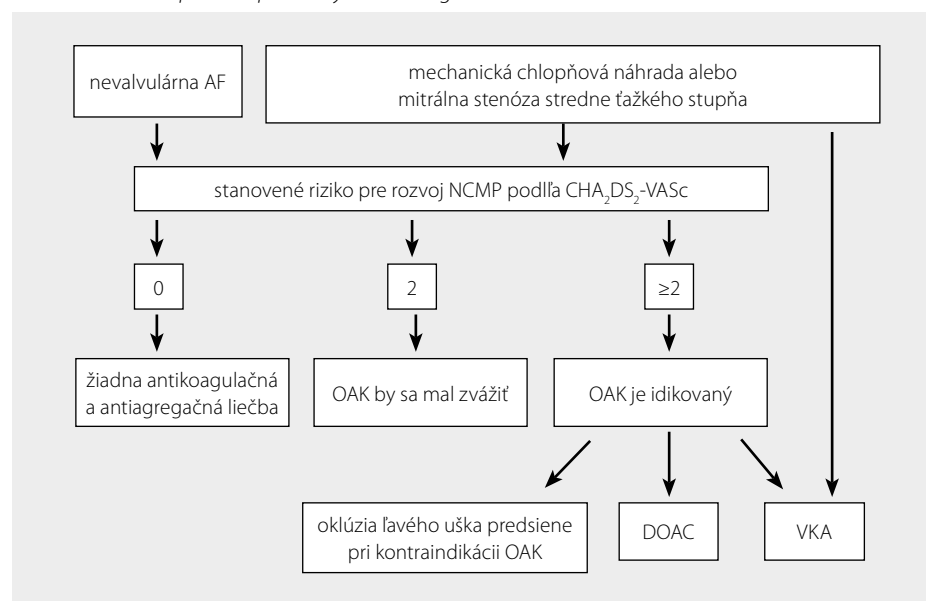 nevalvulárna AF
mechanická chlopňová náhrada alebo
mitrálna stenóza stredne ťažkého stupňa
stanovené riziko pre rozvoj NCMP podlľa CHA₂DS₂-VASc
0
2
≥2
žiadna antikoagulačná
a antiagregačná liečba
OAK by sa mal zvážiť
OAK je idikovaný
oklúzia ľavého uška predsiene
pri kontraindikácii OAK
DOAC
VKA